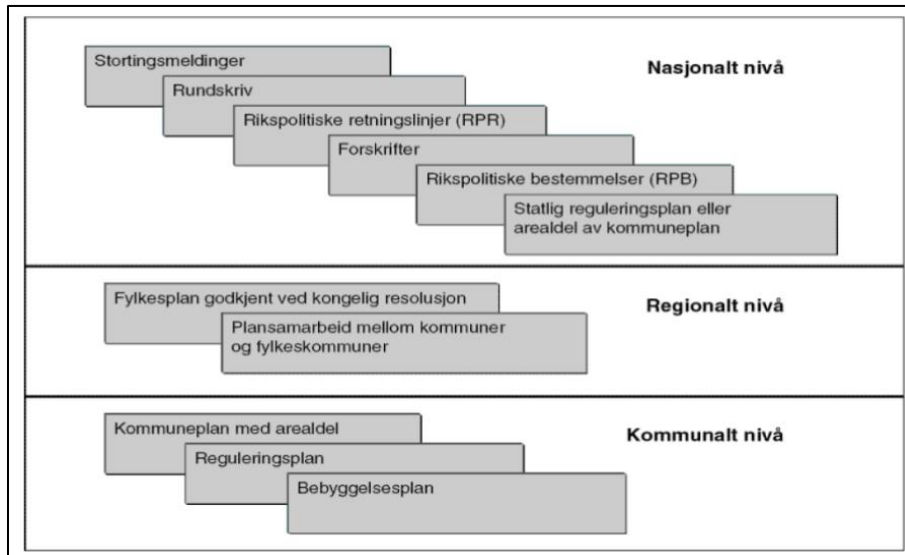 Nasjonalt nivå
Stortingsmeldinger
Rundskriv
Rikspolitiske retningslinjer (RPR)
Forskrifter
Rikspolitiske bestemmelser (RPB)
Statlig reguleringsplan eller
arealdel av kommuneplan
Regionalt nivå
Fylkesplan godkjent ved kongelig resolusjon
Plansamarbeid mellom kommuner
og fylkeskommuner
Kommunalt nivå
Kommuneplan med arealdel
Reguleringsplan
Bebyggelsesplan